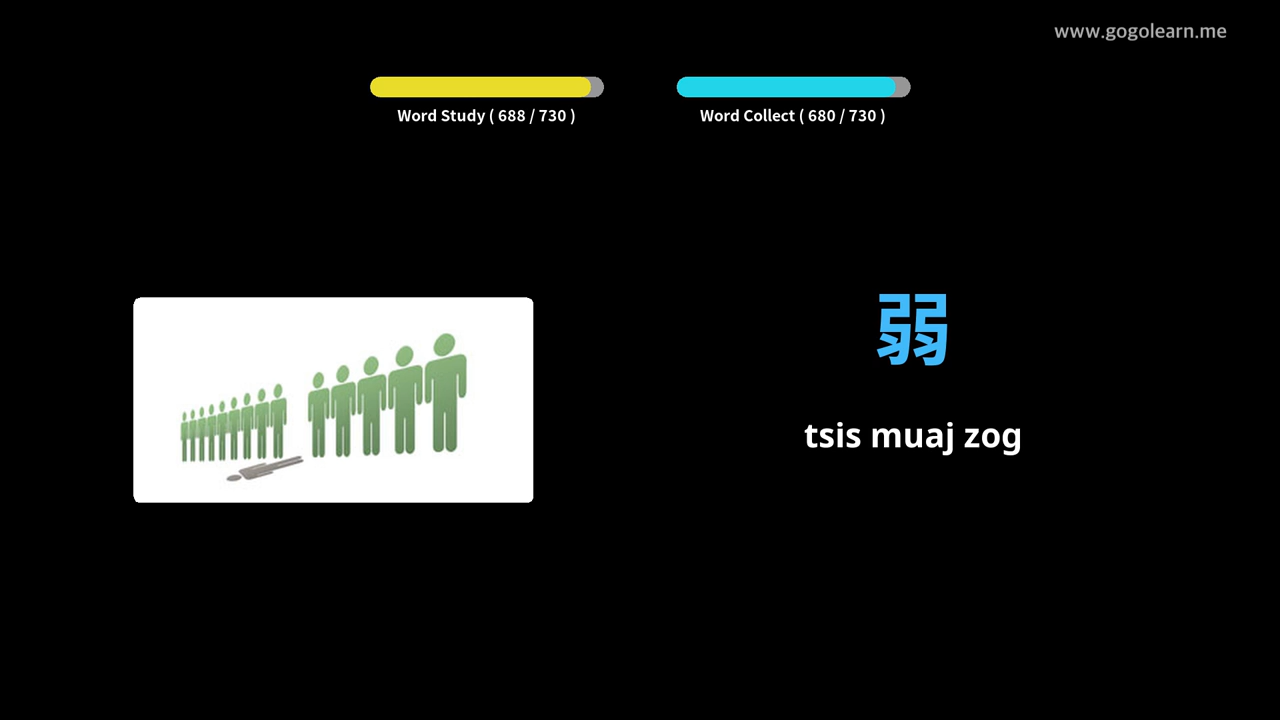 www.gogolearn.me
Word Study ( 688 / 730 )
Word Collect ( 680 / 730 )
弱
tsis muaj zog